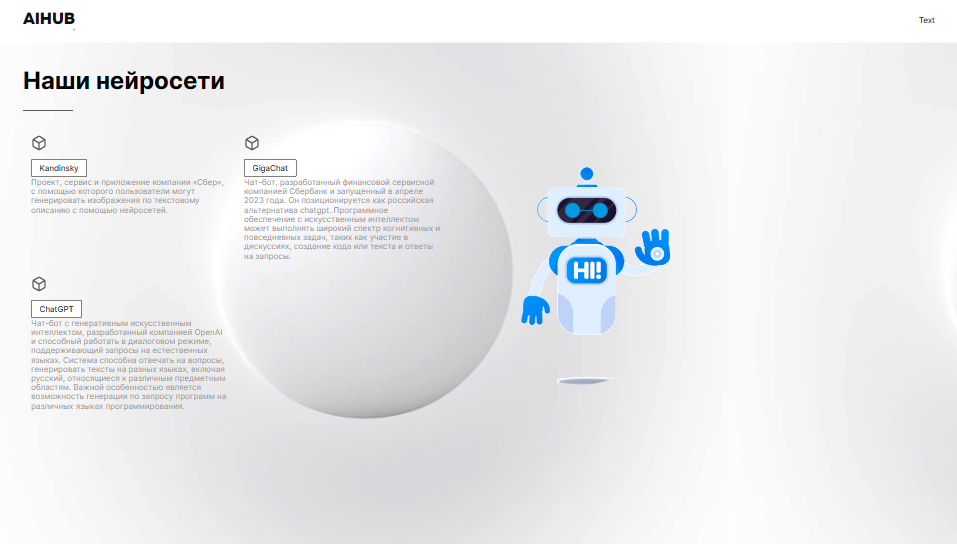 AIHUB
Text
Наши нейросети
Kandinsky
Проект, сервис и приложение компании «Сбер»,
с помощью которого пользователи могут
генерировать изображения по текстовому
описанию с помощью нейросетей.
GigaChat
Чат-бот, разработанный финансовой сервисной
компанией Сбербанк и запущенный в апреле
2023 года. Он позиционируется как российская
альтернатива chatgpt. Программное
обеспечение с искусственным интеллектом
может выполнять широкий спектр когнитивных и
повседневных задач, таких как участие в
дискуссиях, создание кода или текста и ответы
на запросы.
HI!
ChatGPT
Чат-бот с генеративным искусственным
интеллектом, разработанный компанией OpenAI
и способный работать в диалоговом режиме,
поддерживающий запросы на естественных
языках. Система способна отвечать на вопросы,
генерировать тексты на разных языках, включая
русский, относящиеся к различным предметным
областям. Важной особенностью является
возможность генерации по запросу программ на
различных языках программирования.